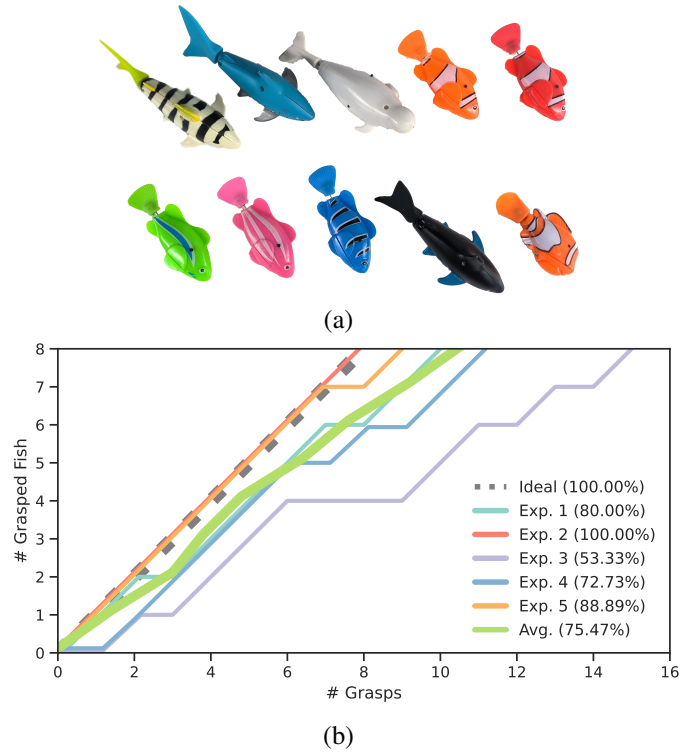 (a)
8
7
6
5
4
3
2
1
0
# Grasped Fish
Ideal (100.00%)
Exp. 1 (80.00%)
Exp. 2 (100.00%)
Exp. 3 (53.33%)
Exp. 4 (72.73%)
Exp. 5 (88.89%)
Avg. (75.47%)
0 2 4 6 8 10 12 14 16
# Grasps
(b)